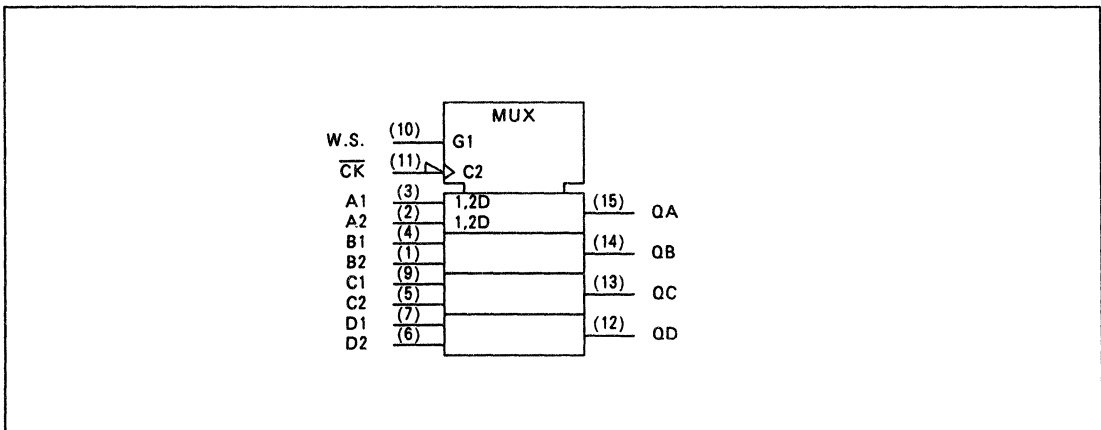 MUX
W.S. (10) G1
CK (11) C2
A1 (3) 1,2D
A2 (2) 1,2D
(15) QA
B1 (4)
B2 (1)
(14) QB
C1 (9)
C2 (5)
(13) QC
D1 (7)
D2 (6)
(12) QD